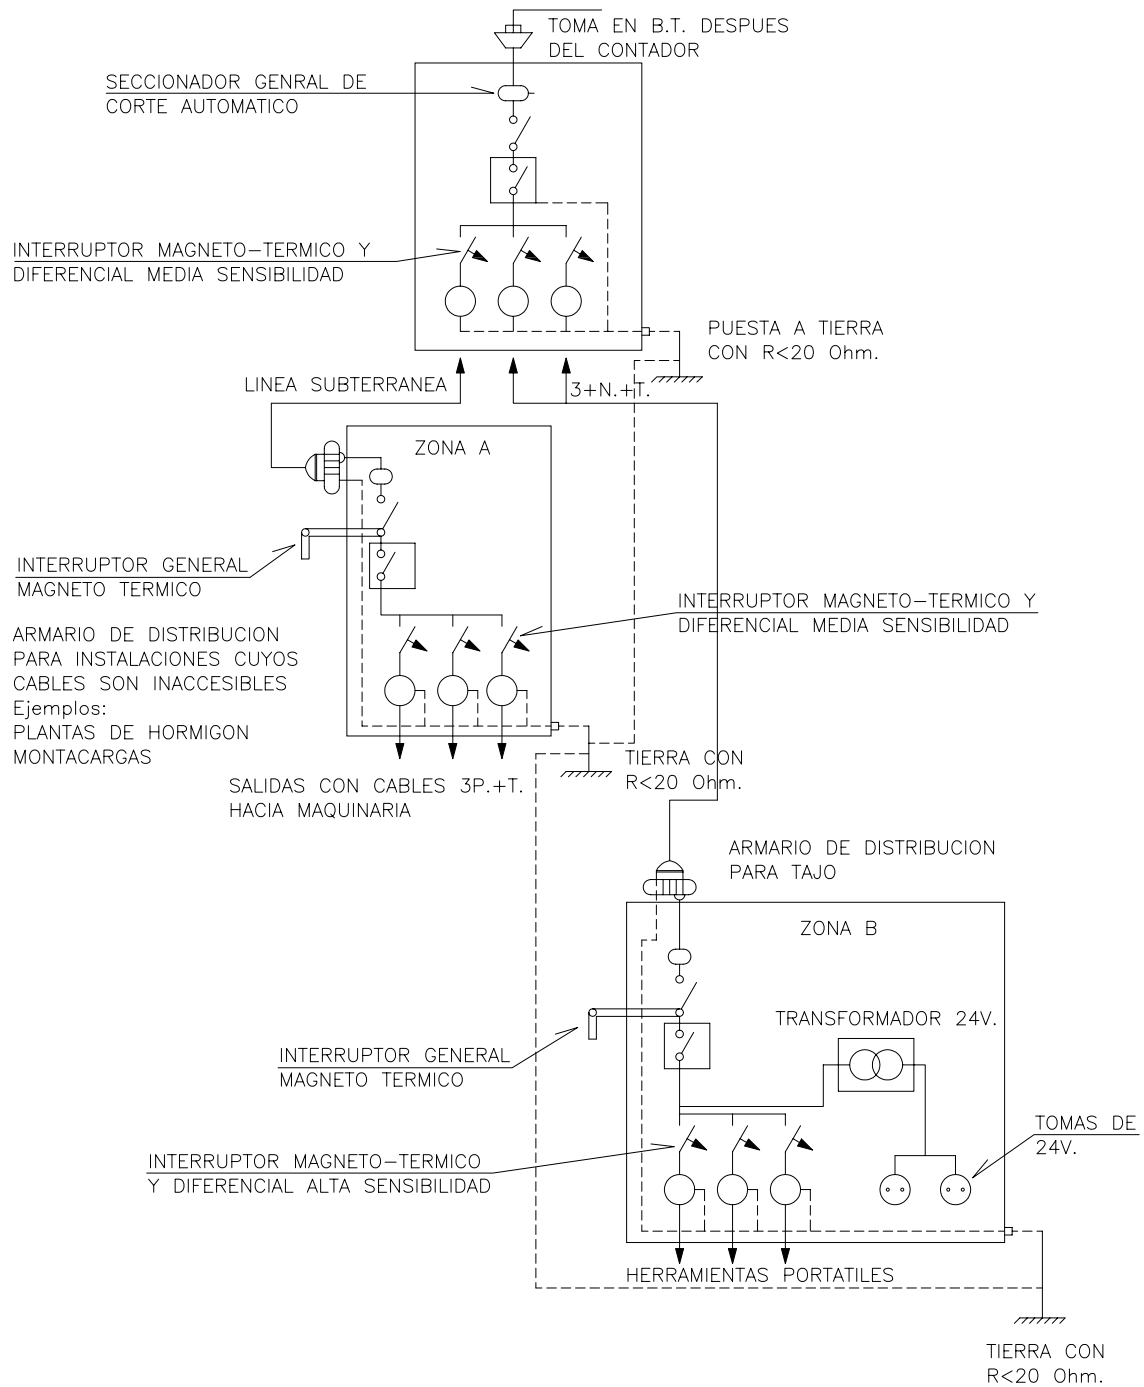 TOMA EN B.T. DESPUES
DEL CONTADOR
SECCIONADOR GENRAL DE
CORTE AUTOMATICO
INTERRUPTOR MAGNETO-TERMICO Y
DIFERENCIAL MEDIA SENSIBILIDAD
PUESTA A TIERRA
CON R<20 Ohm.
LINEA SUBTERRANEA
3+N.+T.
ZONA A
INTERRUPTOR GENERAL
MAGNETO TERMICO
INTERRUPTOR MAGNETO-TERMICO Y
DIFERENCIAL MEDIA SENSIBILIDAD
ARMARIO DE DISTRIBUCION
PARA INSTALACIONES CUYOS
CABLES SON INACCESIBLES
Ejemplos:
PLANTAS DE HORMIGON
MONTACARGAS
TIERRA CON
R<20 Ohm.
SALIDAS CON CABLES 3P.+T.
HACIA MAQUINARIA
ARMARIO DE DISTRIBUCION
PARA TAJO
ZONA B
TRANSFORMADOR 24V.
INTERRUPTOR GENERAL
MAGNETO TERMICO
TOMAS DE
24V.
INTERRUPTOR MAGNETO-TERMICO
Y DIFERENCIAL ALTA SENSIBILIDAD
HERRAMIENTAS PORTATILES
TIERRA CON
R<20 Ohm.